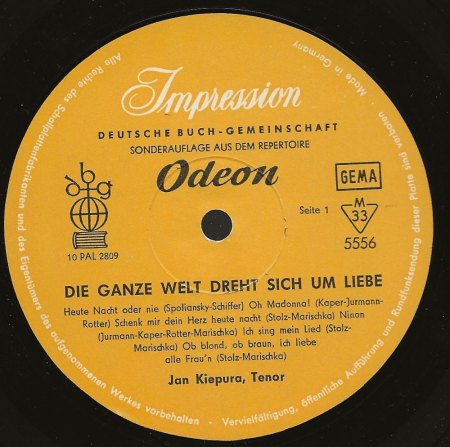 Impression
DEUTSCHE BUCH-GEMEINSCHAFT
SONDERAUFLAGE AUS DEM REPERTOIRE
Odeon
dbg
10 PAL 2809
GEMA
Seite 1
M
33
5556
DIE GANZE WELT DREHT SICH UM LIEBE
Heute Nacht oder nie (Spoliansky-Schiffer) Oh Madonna! (Kaper-Jurmann-
Rotter) Schenk mir dein Herz heute nacht (Stolz-Marischka) Ninon
(Jurmann-Kaper-Rotter-Marischka) Ich sing mein Lied (Stolz-
Marischka) Ob blond, ob braun, ich liebe
alle Frau'n (Stolz-Marischka)
Jan Kiepura, Tenor
Alle Rechte des Schallplattenfabrikanten und des Eigenümers des aufgenommenen Werkes vorbehalten - Vervielfältigung, öffentliche Aufführung und Rundfunksendung dieser Platte sind verboten
Made in Germany